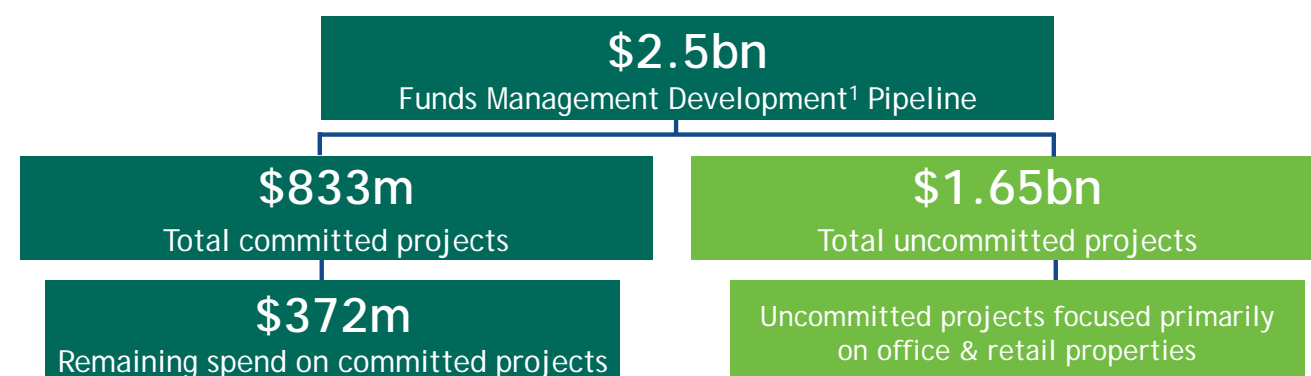 $2.5bn
Funds Management Development¹ Pipeline
$833m
Total committed projects
$1.65bn
Total uncommitted projects
$372m
Remaining spend on committed projects
Uncommitted projects focused primarily
on office & retail properties